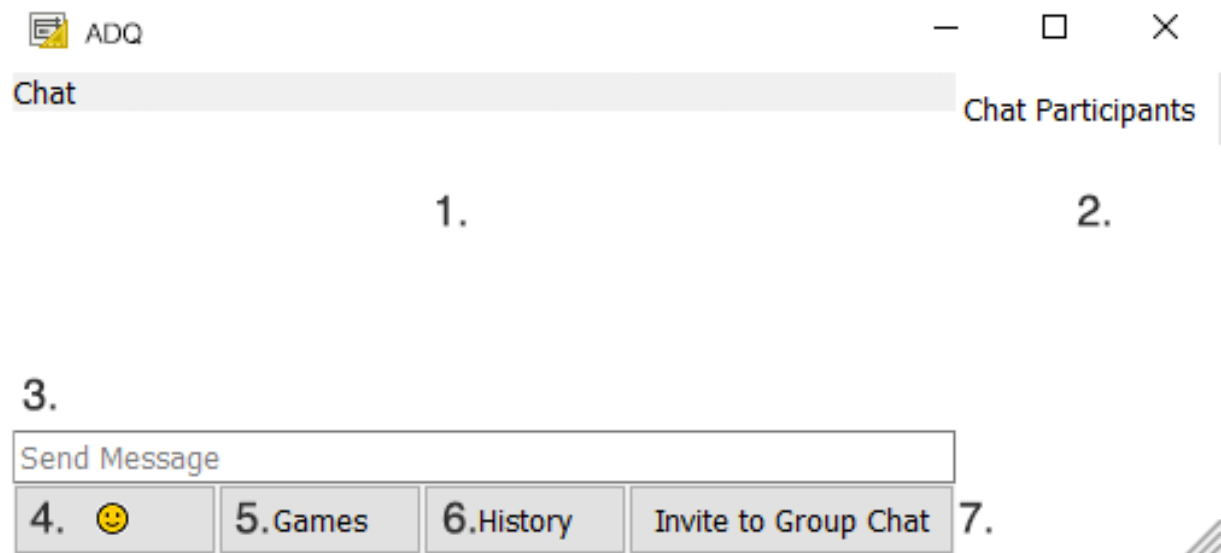 ADQ
Chat
Chat Participants
1.
2.
3.
Send Message
4. 5.Games 6.History Invite to Group Chat 7.